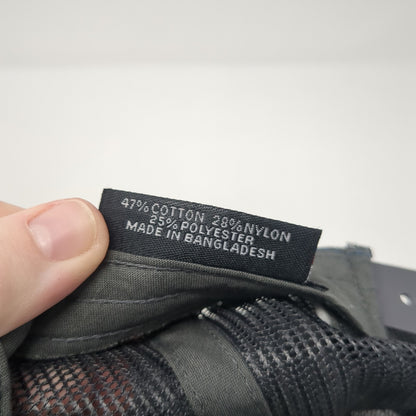 47% COTTON 28% NYLON
25% POLYESTER
MADE IN BANGLADESH